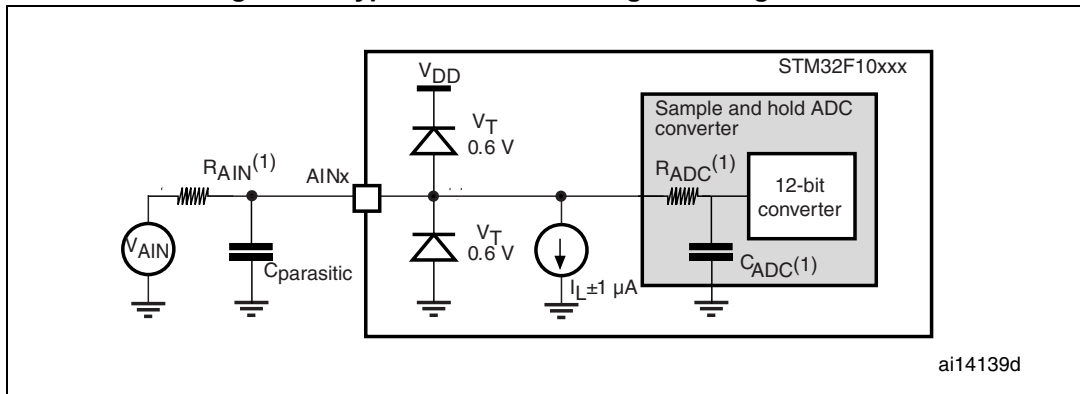 STM32F10xxx
VDD
Sample and hold ADC
converter
VT
0.6 V
RAIN(1)
AINx
RADC(1)
12-bit
converter
VAIN
Cparasitic
VT
0.6 V
IL±1 µA
CADC(1)
ai14139d